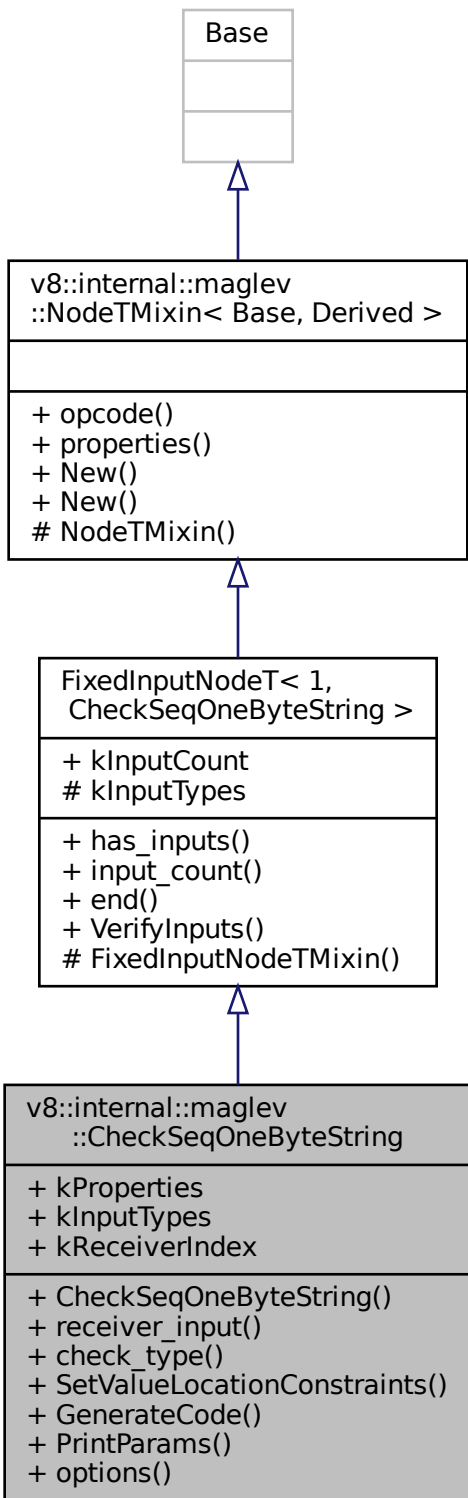 Base
v8::internal::maglev
::NodeTMixin< Base, Derived >
+ opcode()
+ properties()
+ New()
+ New()
# NodeTMixin()
FixedInputNodeT< 1,
CheckSeqOneByteString >
+ kInputCount
# kInputTypes
+ has_inputs()
+ input_count()
+ end()
+ VerifyInputs()
# FixedInputNodeTMixin()
v8::internal::maglev
::CheckSeqOneByteString
+ kProperties
+ kInputTypes
+ kReceiverIndex
+ CheckSeqOneByteString()
+ receiver_input()
+ check_type()
+ SetValueLocationConstraints()
+ GenerateCode()
+ PrintParams()
+ options()